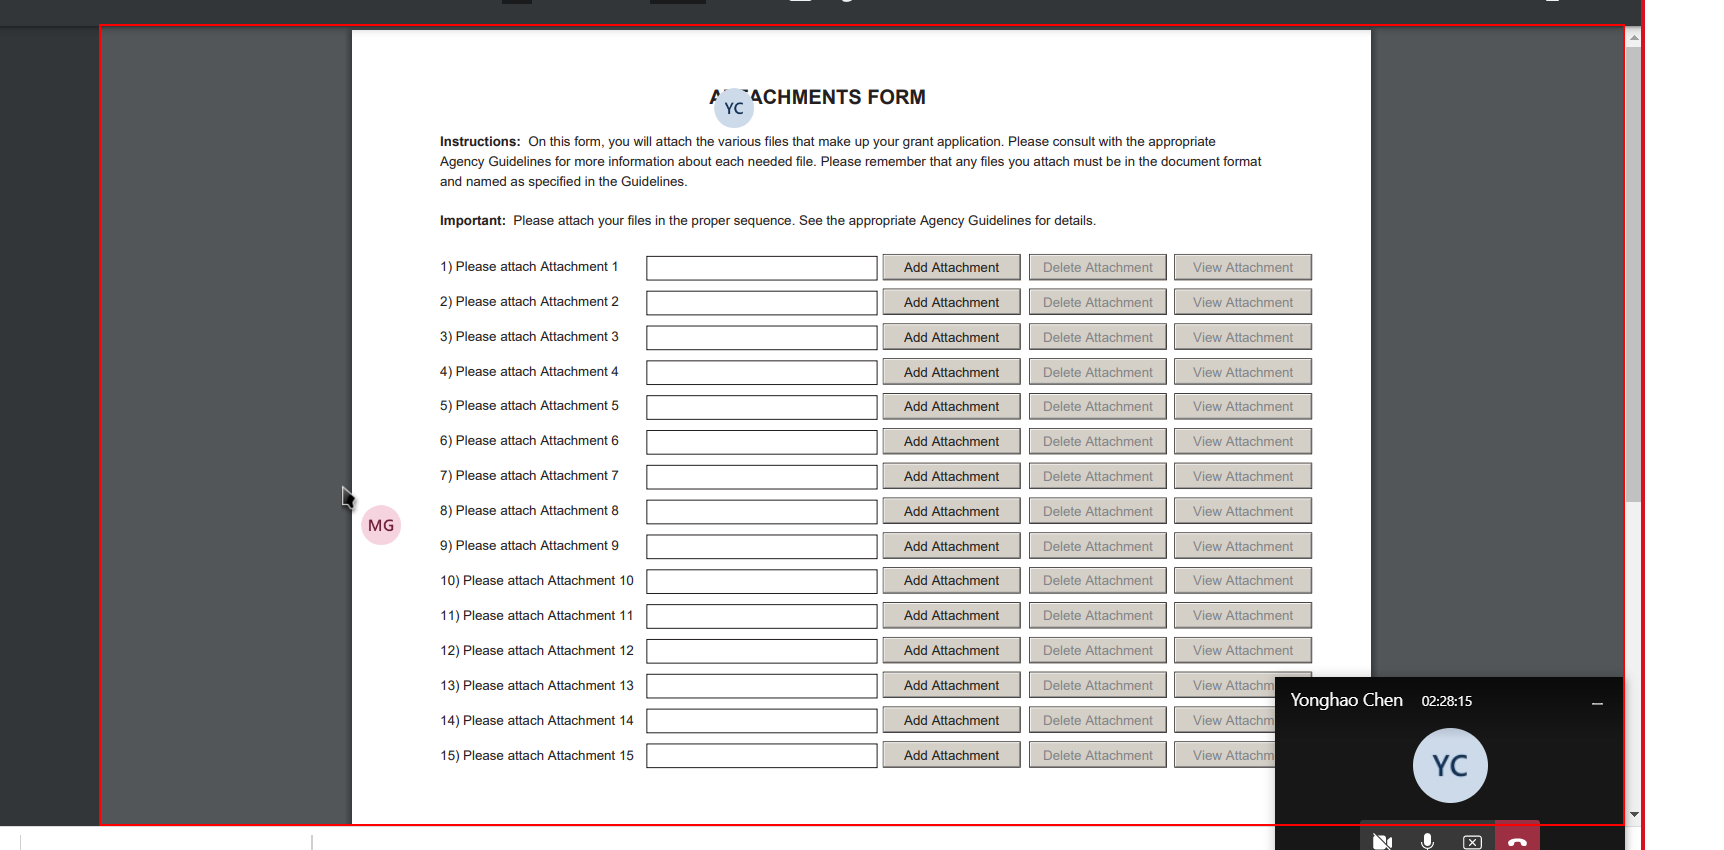 ATTACHMENTS FORM
YC
Instructions: On this form, you will attach the various files that make up your grant application. Please consult with the appropriate
Agency Guidelines for more information about each needed file. Please remember that any files you attach must be in the document format
and named as specified in the Guidelines.
Important: Please attach your files in the proper sequence. See the appropriate Agency Guidelines for details.
1) Please attach Attachment 1 Add Attachment Delete Attachment View Attachment
2) Please attach Attachment 2 Add Attachment Delete Attachment View Attachment
3) Please attach Attachment 3 Add Attachment Delete Attachment View Attachment
4) Please attach Attachment 4 Add Attachment Delete Attachment View Attachment
5) Please attach Attachment 5 Add Attachment Delete Attachment View Attachment
6) Please attach Attachment 6 Add Attachment Delete Attachment View Attachment
7) Please attach Attachment 7 Add Attachment Delete Attachment View Attachment
8) Please attach Attachment 8 Add Attachment Delete Attachment View Attachment
MG
9) Please attach Attachment 9 Add Attachment Delete Attachment View Attachment
10) Please attach Attachment 10 Add Attachment Delete Attachment View Attachment
11) Please attach Attachment 11 Add Attachment Delete Attachment View Attachment
12) Please attach Attachment 12 Add Attachment Delete Attachment View Attachment
13) Please attach Attachment 13 Add Attachment Delete Attachment View Attachm
14) Please attach Attachment 14 Add Attachment Delete Attachment View Attachm
15) Please attach Attachment 15 Add Attachment Delete Attachment View Attachm
Yonghao Chen 02:28:15
YC